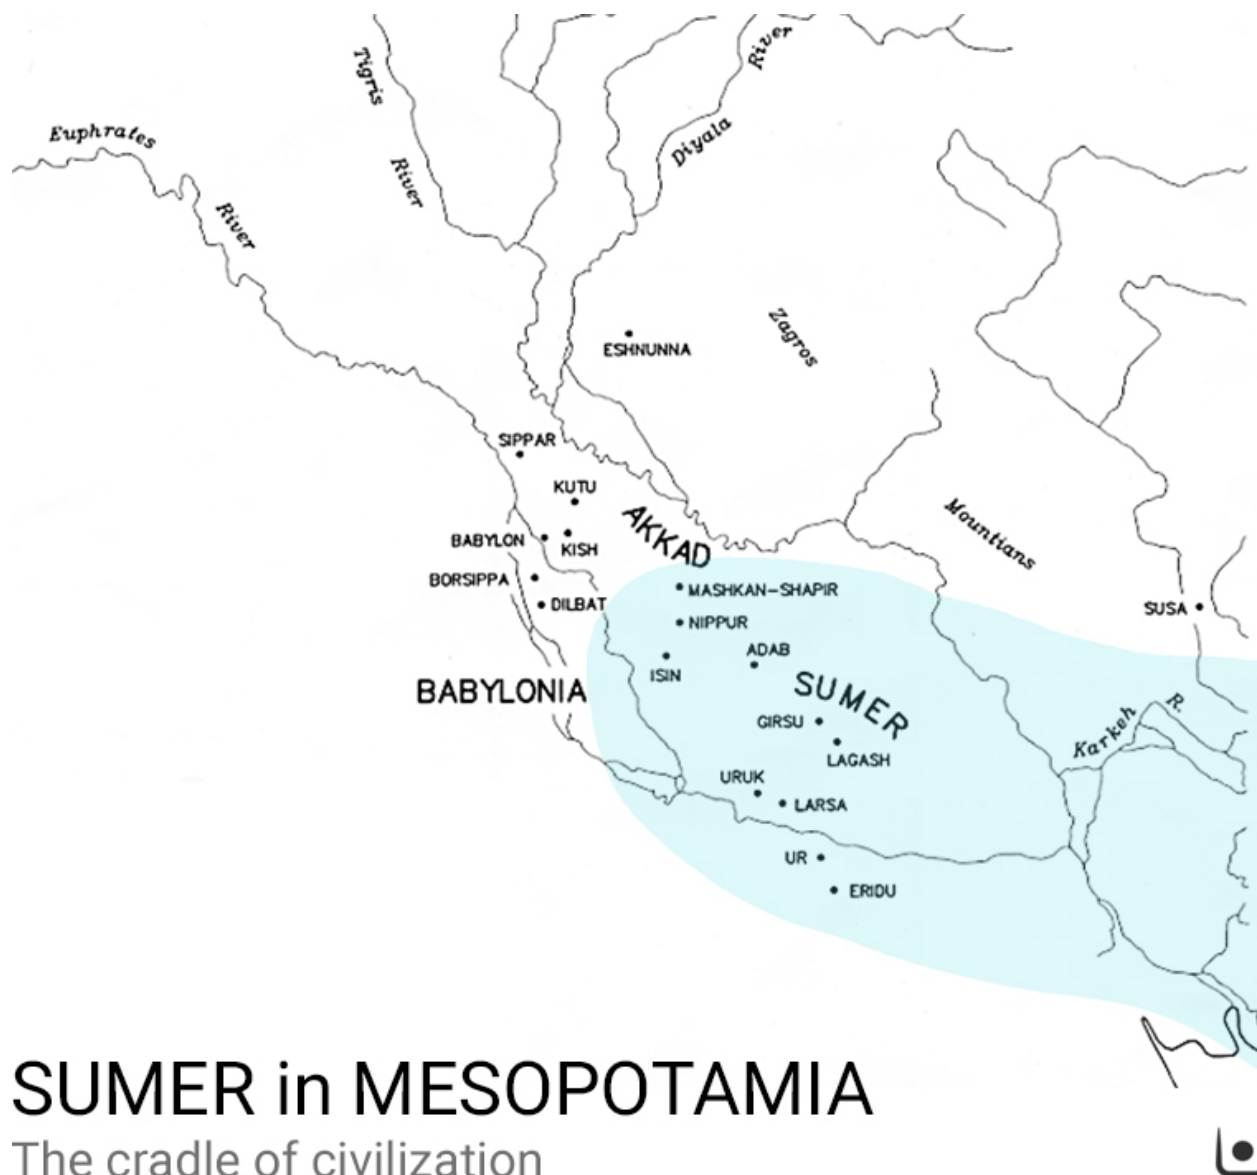 Tigris
River
River
Euphrates
River
Diyala
Zagros
ESHNUNNA
SIPPAR
KUTU
AKKAD
BABYLON
KISH
Mountians
BORSIPPA
DILBAT
MASHKAN-SHAPIR
SUSA
NIPPUR
ADAB
ISIN
BABYLONIA
SUMER
GIRSU
Karkeh R.
LAGASH
URUK
LARSA
UR
ERIDU
SUMER in MESOPOTAMIA
The cradle of civilization